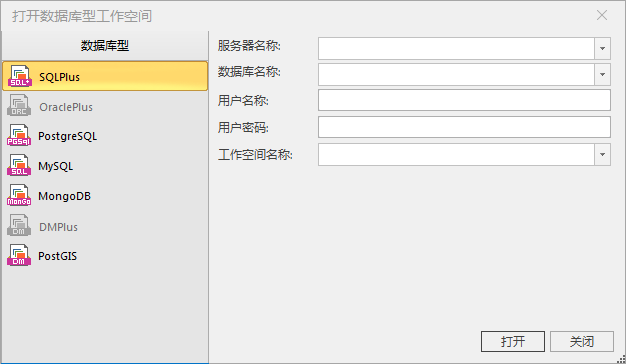 打开数据库型工作空间
数据库型
SQL+ SQLPlus
ORC OraclePlus
PGSql PostgreSQL
SQL MySQL
MonGo MongoDB
DM DMPlus
DM PostGIS
服务器名称:
数据库名称:
用户名称:
用户密码:
工作空间名称:
打开 关闭